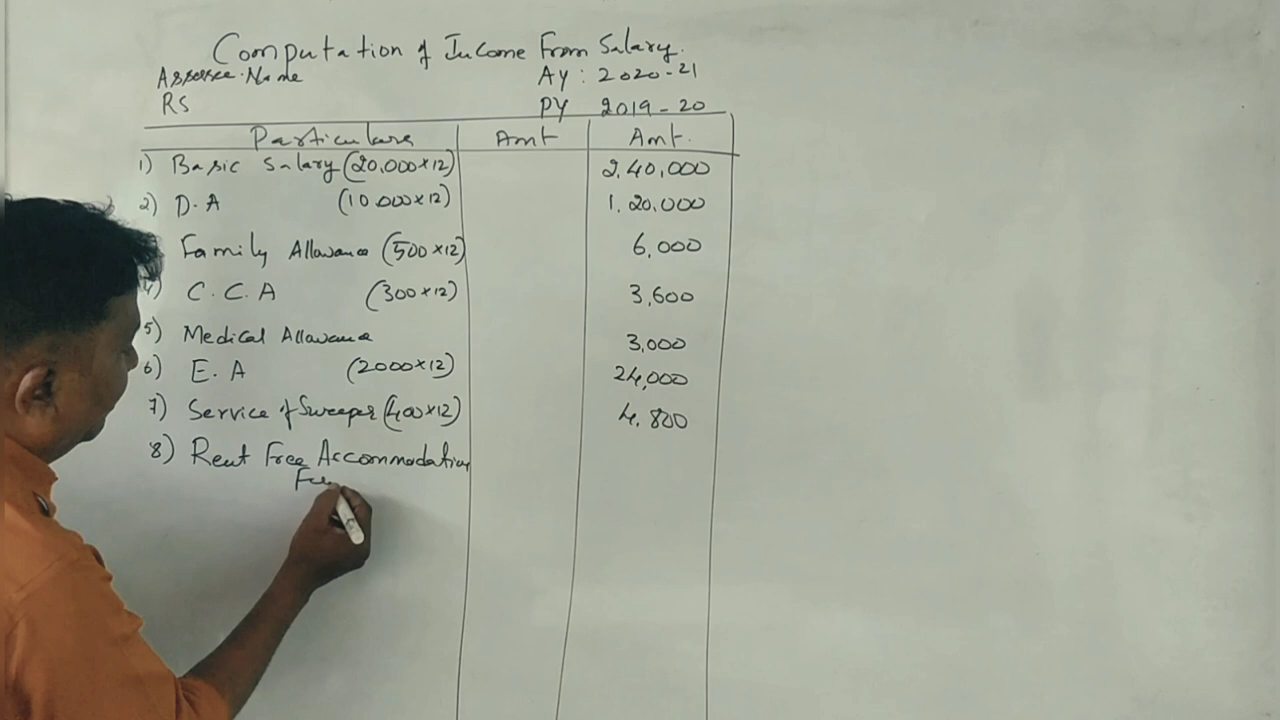 Computation of Income From Salary.
Assessee Name AY : 2020-21
RS PY 2019-20
Particulars Amt Amt.
1) Basic Salary (20,000×12) 2,40,000
2) D.A (10,000×12) 1,20,000
Family Allowance (500×12) 6,000
4) C.C.A (300×12) 3,600
5) Medical Allowance 3,000
6) E.A (2000×12) 24,000
7) Service of Sweeper (400×12) 4,800
8) Rent Free Accommodation